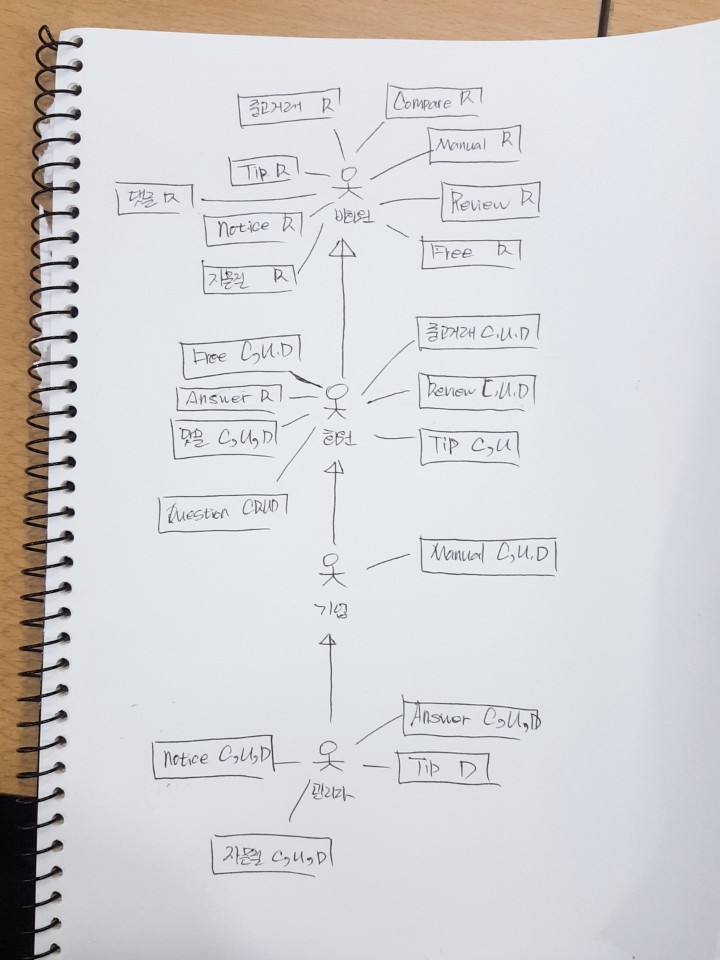 중고거래 R
Compare R
Manual R
Tip R
댓글 R
Review R
비회원
Notice R
Free R
자료실 R
중고거래 C,U,D
Free C,U,D
Review C,U,D
Answer R
댓글 C,U,D
회원
Tip C,U
Question CRUD
Manual C,U,D
기업
Answer C,U,D
Notice C,U,D
Tip D
관리자
자료실 C,U,D